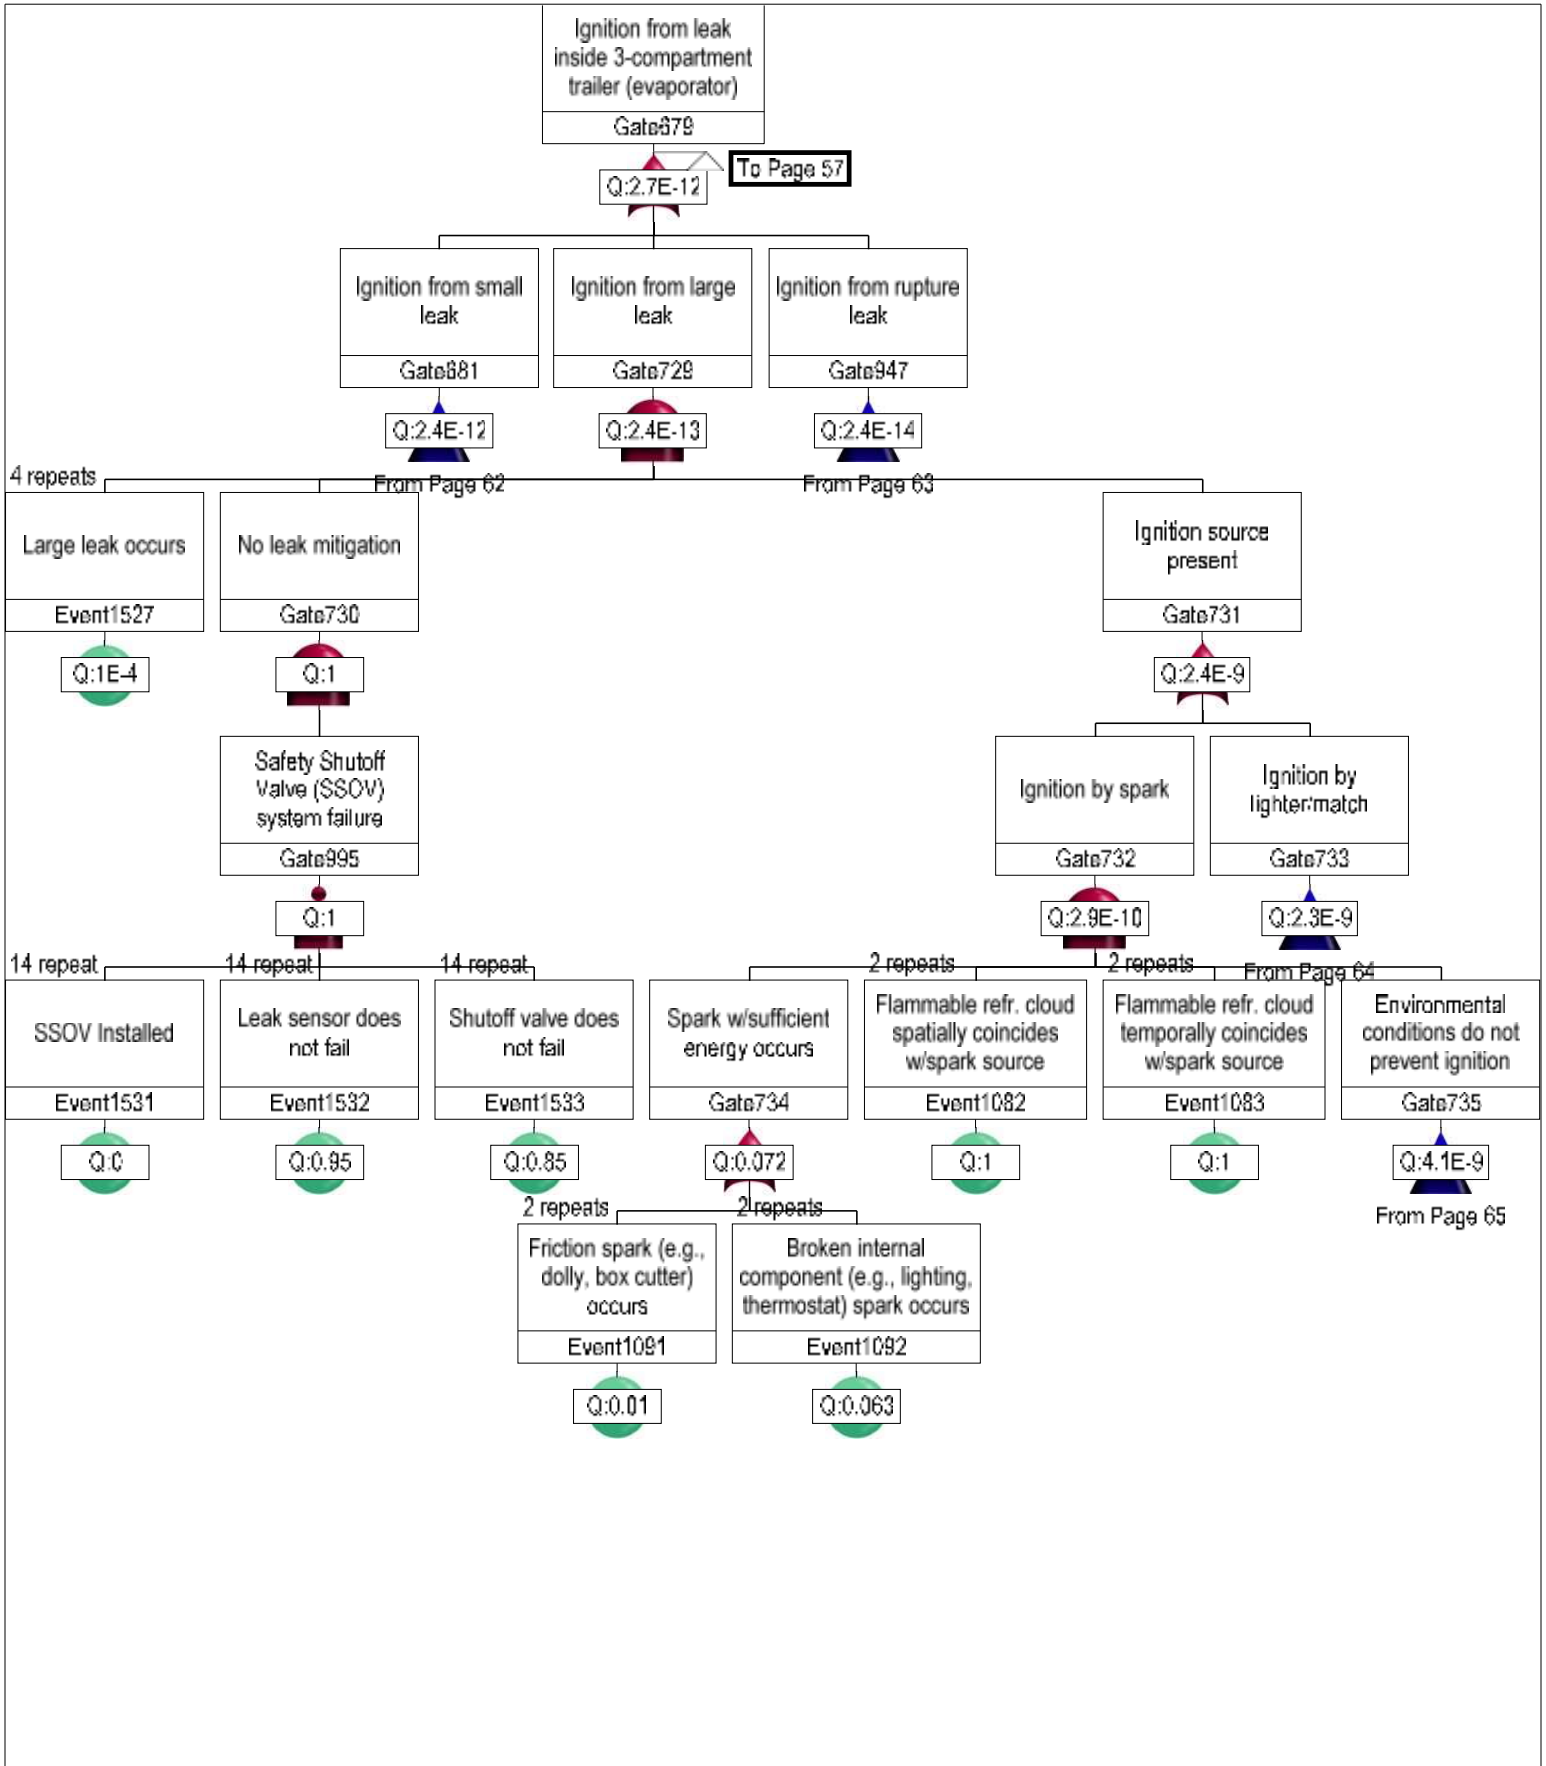 Ignition from leak
inside 3-compartment
trailer (evaporator)
Gate679
To Page 57
Q:2.7E-12
Ignition from small
leak
Gate681
Q:2.4E-12
From Page 62
Ignition from large
leak
Gate729
Q:2.4E-13
Ignition from rupture
leak
Gate947
Q:2.4E-14
From Page 63
4 repeats
Large leak occurs
Event1527
Q:1E-4
No leak mitigation
Gate730
Q:1
Ignition source
present
Gate731
Q:2.4E-9
Safety Shutoff
Valve (SSOV)
system failure
Gate995
Q:1
Ignition by spark
Gate732
Q:2.9E-10
Ignition by
lighter/match
Gate733
Q:2.3E-9
From Page 64
14 repeat
SSOV Installed
Event1531
Q:0
14 repeat
Leak sensor does
not fail
Event1532
Q:0.95
14 repeat
Shutoff valve does
not fail
Event1533
Q:0.85
Spark w/sufficient
energy occurs
Gate734
Q:0.072
2 repeats
Flammable refr. cloud
spatially coincides
w/spark source
Event1082
Q:1
2 repeats
Flammable refr. cloud
temporally coincides
w/spark source
Event1083
Q:1
Environmental
conditions do not
prevent ignition
Gate735
Q:4.1E-9
From Page 65
2 repeats
Friction spark (e.g.,
dolly, box cutter)
occurs
Event1091
Q:0.01
2 repeats
Broken internal
component (e.g., lighting,
thermostat) spark occurs
Event1092
Q:0.063